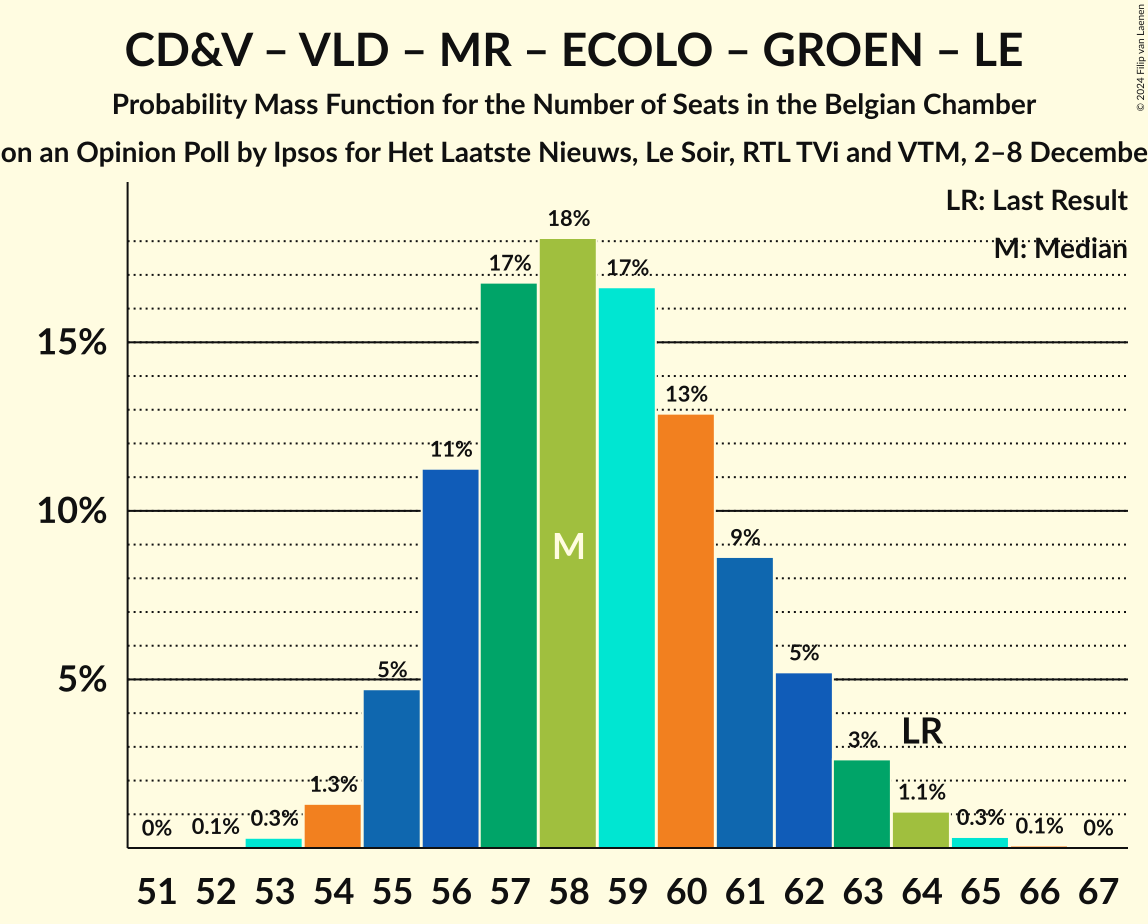 CD&V – VLD – MR – ECOLO – GROEN – LE
Probability Mass Function for the Number of Seats in the Belgian Chamber
on an Opinion Poll by Ipsos for Het Laatste Nieuws, Le Soir, RTL TVi and VTM, 2–8 Decembe
© 2024 Filip van Laenen
LR: Last Result
M: Median
18%
17%
17%
15%
13%
11%
10%
9%
M
5%
5%
5%
3%
LR
1.3%
1.1%
0%
0.1%
0.3%
0.3%
0.1%
0%
51 52 53 54 55 56 57 58 59 60 61 62 63 64 65 66 67